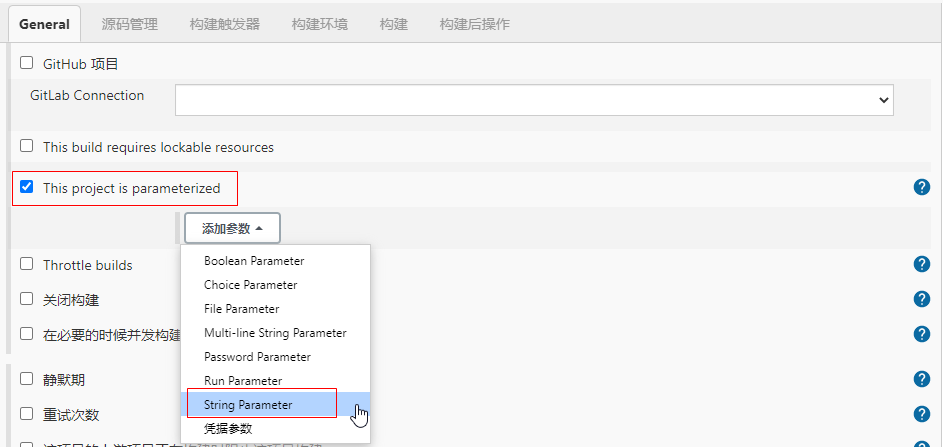 General 源码管理 构建触发器 构建环境 构建 构建后操作
GitHub 项目
GitLab Connection
This build requires lockable resources
This project is parameterized
添加参数
Boolean Parameter
Choice Parameter
File Parameter
Multi-line String Parameter
Password Parameter
Run Parameter
String Parameter
凭据参数
Throttle builds
关闭构建
在必要的时候并发构建
静默期
重试次数